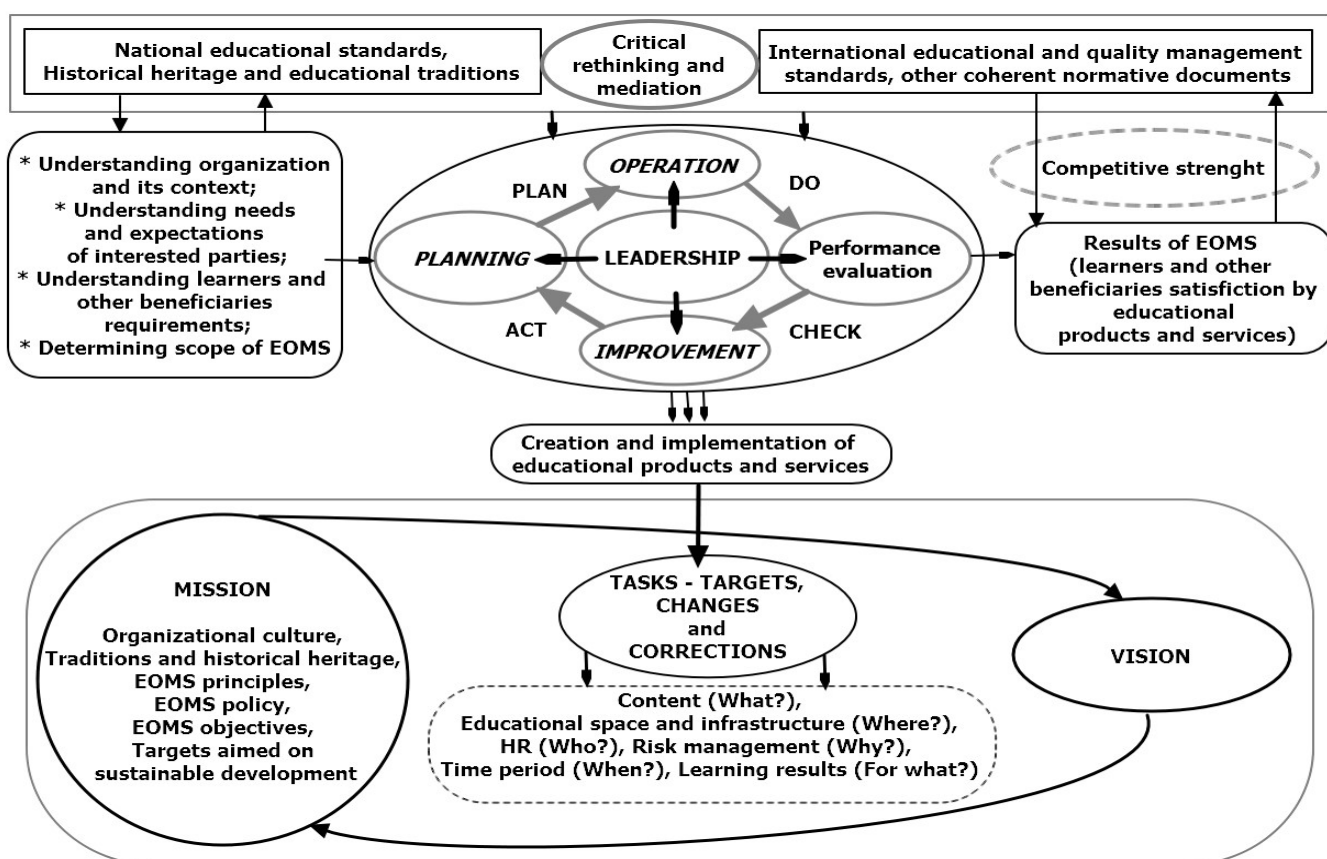 National educational standards,
Historical heritage and educational traditions
Critical
rethinking and
mediation
International educational and quality management
standards, other coherent normative documents
* Understanding organization
and its context;
* Understanding needs
and expectations
of interested parties;
* Understanding learners and
other beneficiaries
requirements;
* Determining scope of EOMS
OPERATION
PLAN
DO
PLANNING
LEADERSHIP
Performance
evaluation
ACT
CHECK
IMPROVEMENT
Competitive strenght
Results of EOMS
(learners and other
beneficiaries satisfiction by
educational
products and services)
Creation and implementation of
educational products and services
MISSION
Organizational culture,
Traditions and historical heritage,
EOMS principles,
EOMS policy,
EOMS objectives,
Targets aimed on
sustainable development
TASKS - TARGETS,
CHANGES
and
CORRECTIONS
Content (What?),
Educational space and infrastructure (Where?),
HR (Who?), Risk management (Why?),
Time period (When?), Learning results (For what?)
VISION